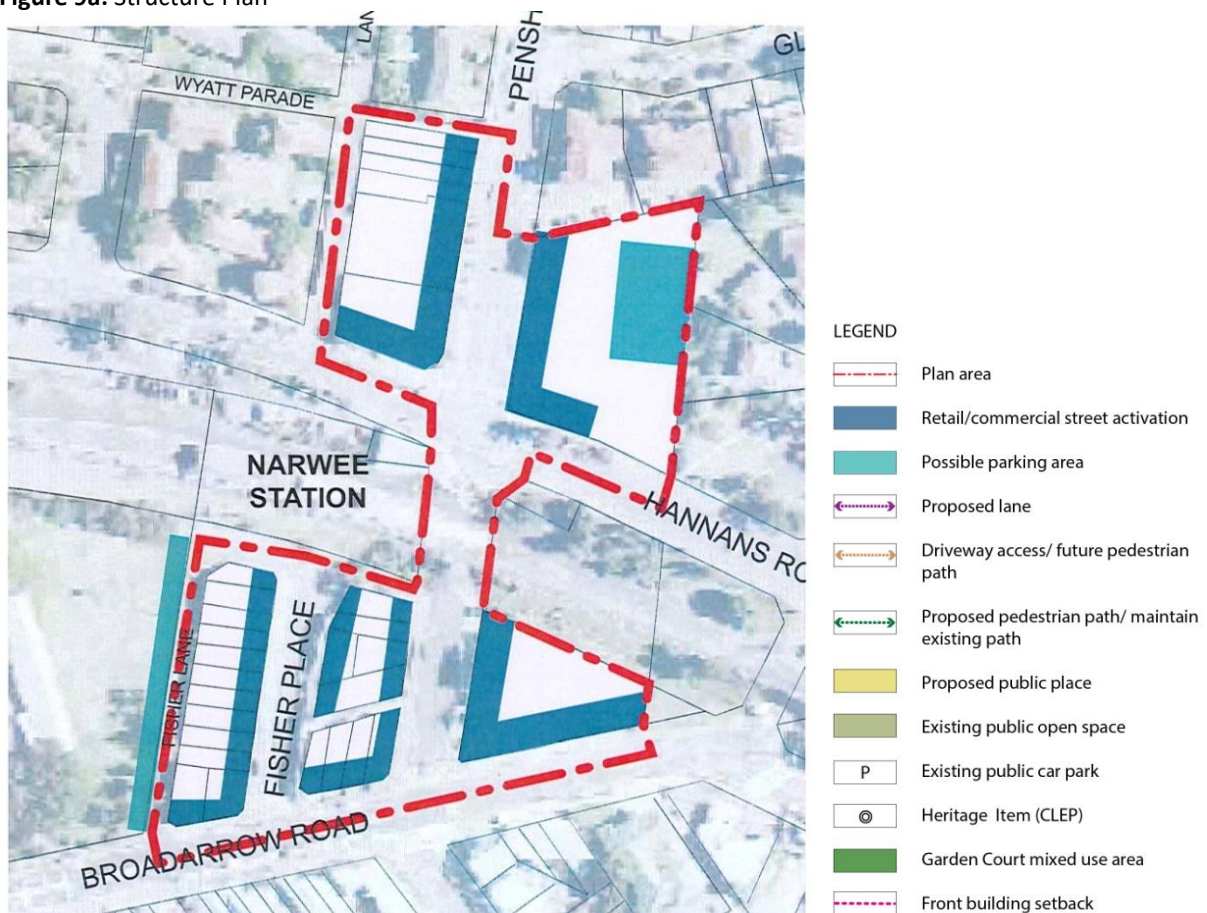 Figure 9a: Structure Plan
LAN
PENSH
GL
WYATT PARADE
NARWEE
STATION
HANNANS RO
FISHER LANE
FISHER PLACE
BROADARROW ROAD
LEGEND
Plan area
Retail/commercial street activation
Possible parking area
Proposed lane
Driveway access/ future pedestrian
path
Proposed pedestrian path/ maintain
existing path
Proposed public place
Existing public open space
P Existing public car park
Heritage Item (CLEP)
Garden Court mixed use area
Front building setback